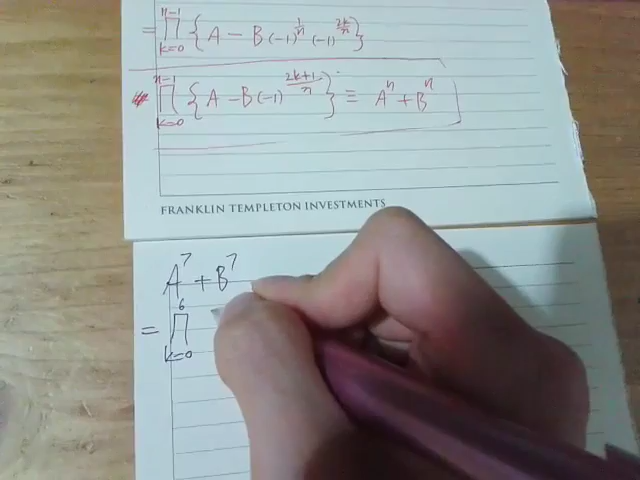 = ∏_{k=0}^{n-1} { A - B (-1)^{1/n} (-1)^{2k/n} }
∏_{k=0}^{n-1} { A - B (-1)^{(2k+1)/n} } ≡ A^n + B^n
FRANKLIN TEMPLETON INVESTMENTS
A^7 + B^7
= ∏_{k=0}^{6}